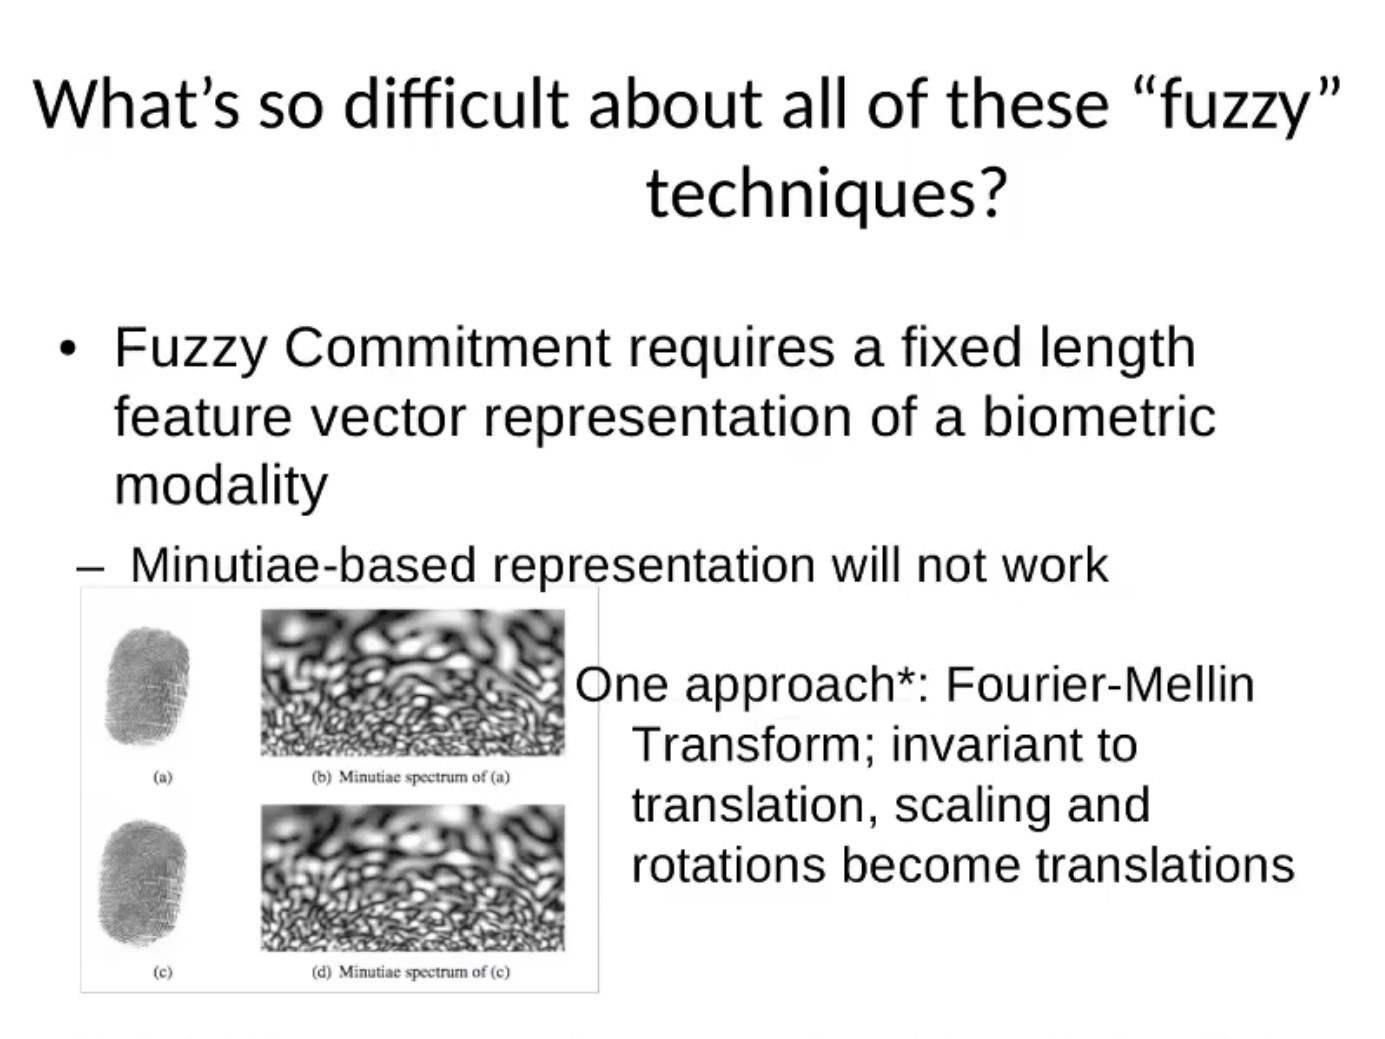 What’s so difficult about all of these “fuzzy”
techniques?
• Fuzzy Commitment requires a fixed length
feature vector representation of a biometric
modality
– Minutiae-based representation will not work
(a)
(b) Minutiae spectrum of (a)
(c)
(d) Minutiae spectrum of (c)
One approach*: Fourier-Mellin
Transform; invariant to
translation, scaling and
rotations become translations